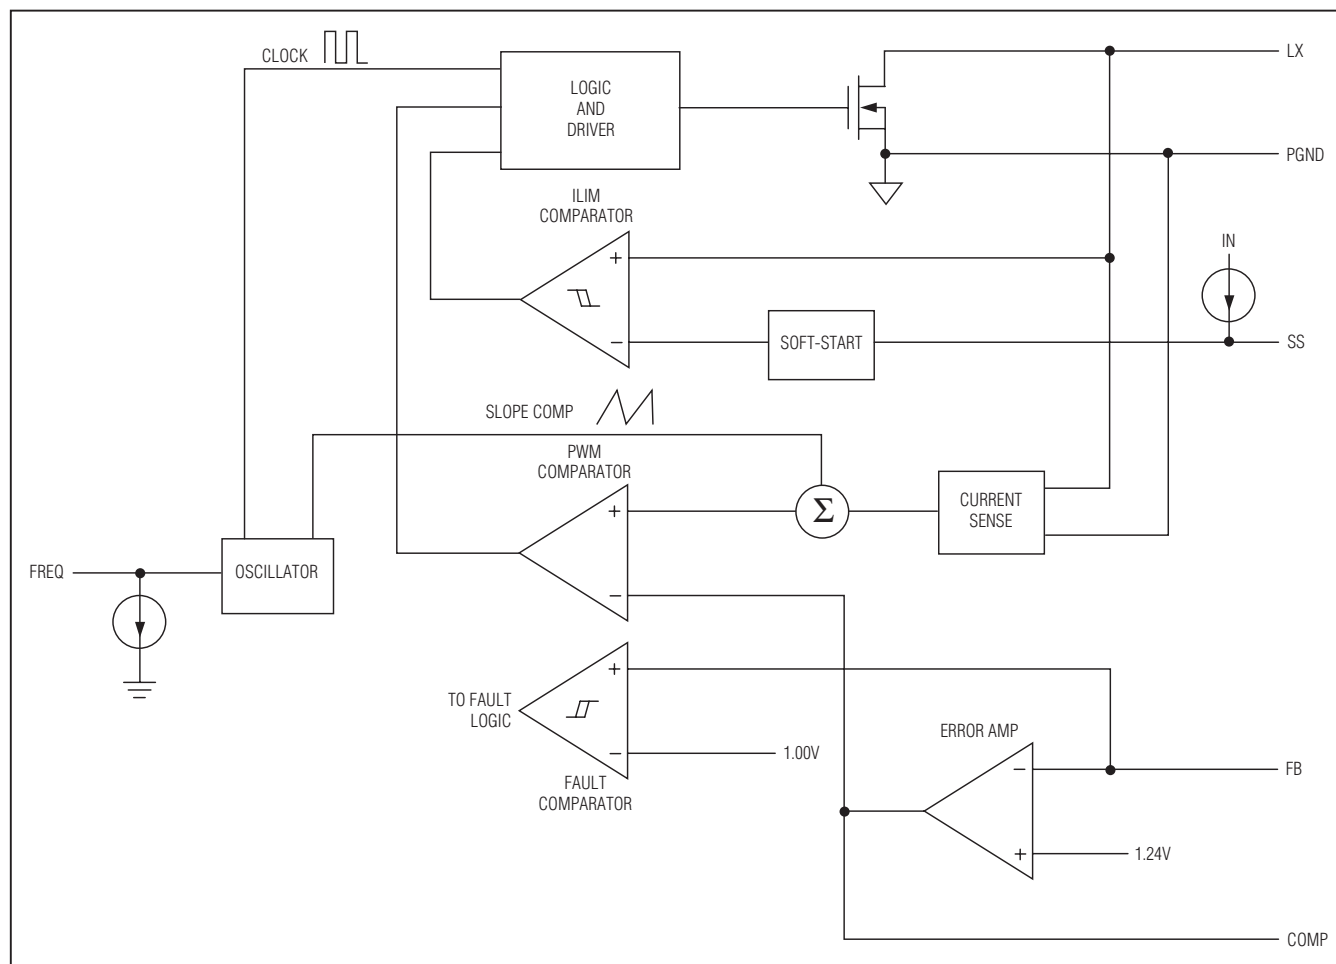 CLOCK
LOGIC
AND
DRIVER
LX
PGND
ILIM
COMPARATOR
+
−
IN
SOFT-START
SS
SLOPE COMP
PWM
COMPARATOR
+
−
Σ
CURRENT
SENSE
FREQ
OSCILLATOR
TO FAULT
LOGIC
+
−
1.00V
FAULT
COMPARATOR
ERROR AMP
−
+
FB
1.24V
COMP